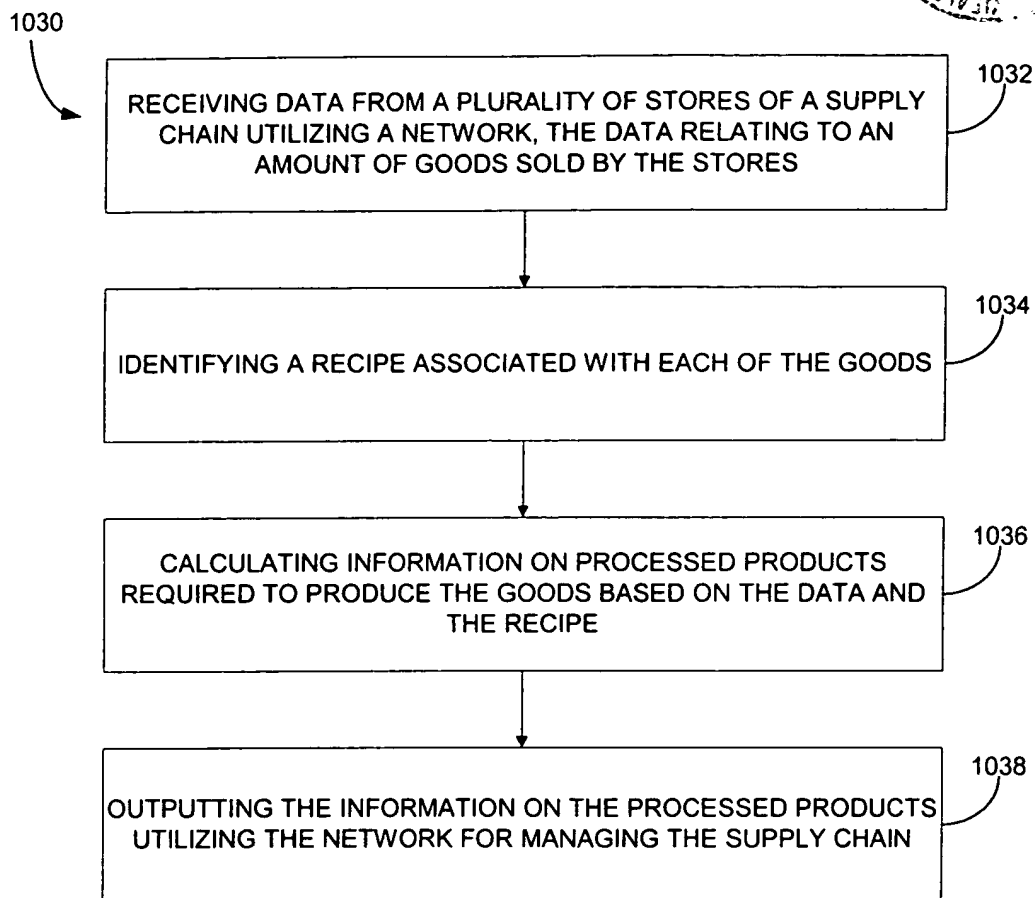 1030
1032
RECEIVING DATA FROM A PLURALITY OF STORES OF A SUPPLY
CHAIN UTILIZING A NETWORK, THE DATA RELATING TO AN
AMOUNT OF GOODS SOLD BY THE STORES
1034
IDENTIFYING A RECIPE ASSOCIATED WITH EACH OF THE GOODS
1036
CALCULATING INFORMATION ON PROCESSED PRODUCTS
REQUIRED TO PRODUCE THE GOODS BASED ON THE DATA AND
THE RECIPE
1038
OUTPUTTING THE INFORMATION ON THE PROCESSED PRODUCTS
UTILIZING THE NETWORK FOR MANAGING THE SUPPLY CHAIN